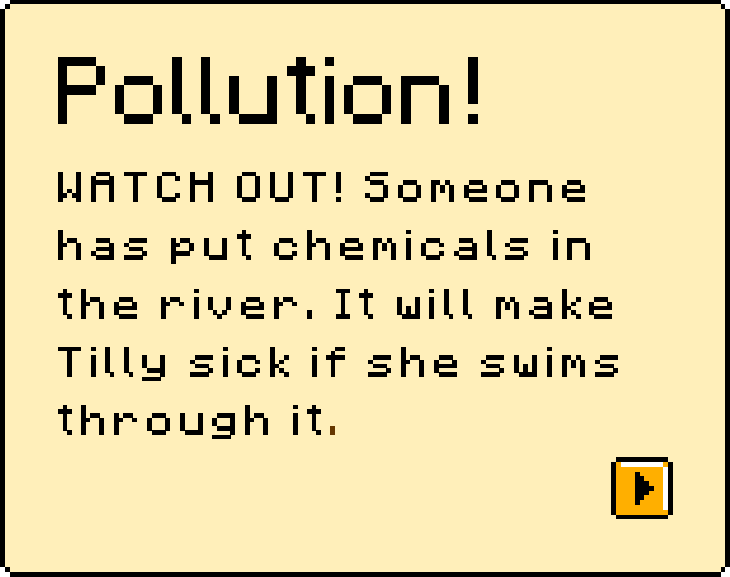 Pollution!
WATCH OUT! Someone
has put chemicals in
the river. It will make
Tilly sick if she swims
through it.